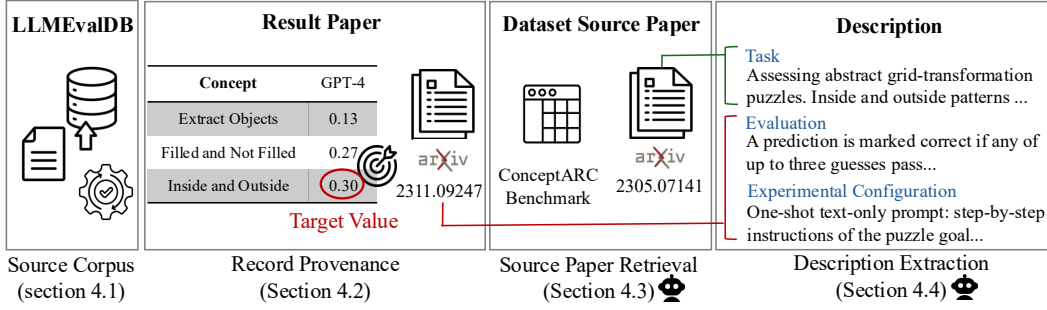 LLMEvalDB
Source Corpus
(section 4.1)
Result Paper
Concept GPT-4
Extract Objects 0.13
Filled and Not Filled 0.27
Inside and Outside 0.30
Target Value
arXiv
2311.09247
Record Provenance
(Section 4.2)
Dataset Source Paper
ConceptARC
Benchmark
arXiv
2305.07141
Source Paper Retrieval
(Section 4.3)
Description
Task
Assessing abstract grid-transformation
puzzles. Inside and outside patterns ...
Evaluation
A prediction is marked correct if any of
up to three guesses pass...
Experimental Configuration
One-shot text-only prompt: step-by-step
instructions of the puzzle goal...
Description Extraction
(Section 4.4)